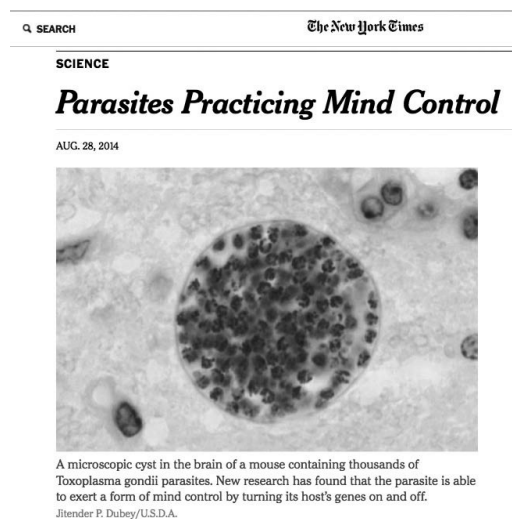 SEARCH
The New York Times
SCIENCE
Parasites Practicing Mind Control
AUG. 28, 2014
A microscopic cyst in the brain of a mouse containing thousands of
Toxoplasma gondii parasites. New research has found that the parasite is able
to exert a form of mind control by turning its host's genes on and off.
Jitender P. Dubey/U.S.D.A.